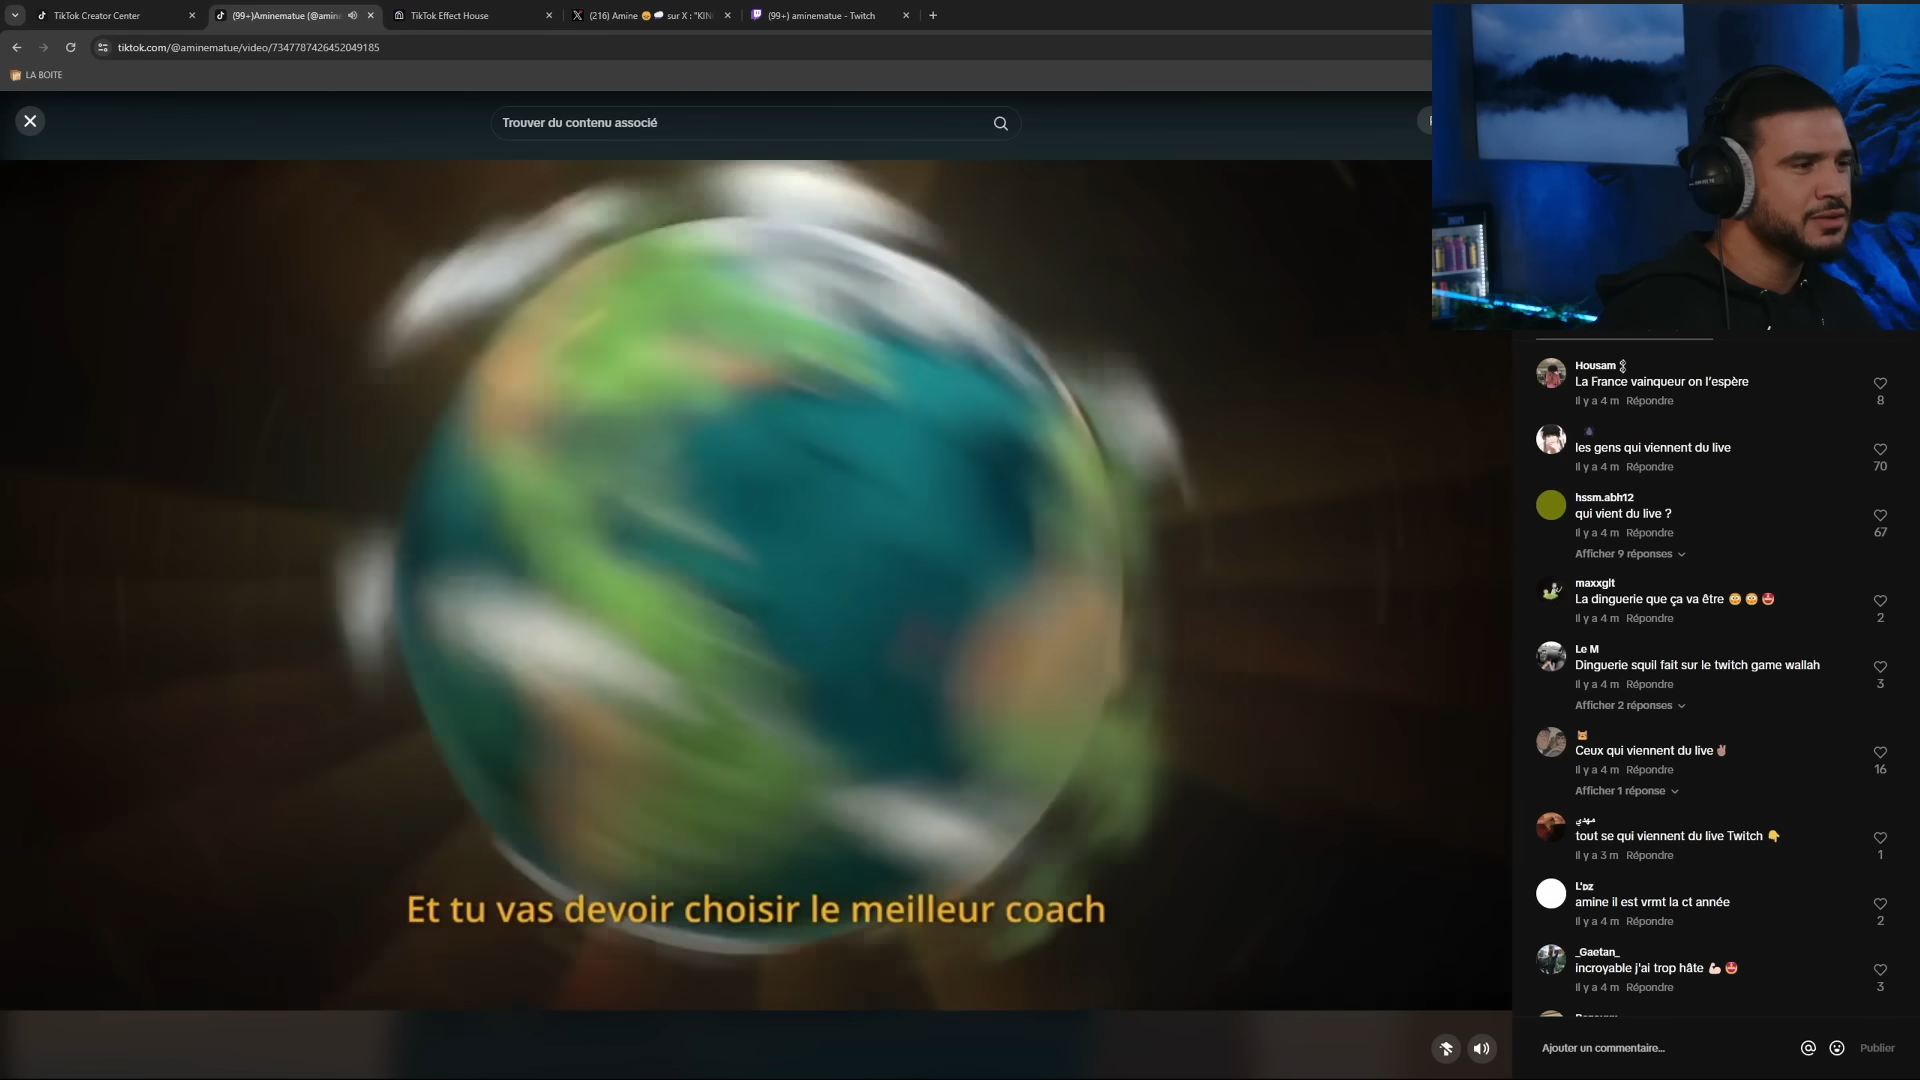 TikTok Creator Center
(99+)Aminematue (@amine
TikTok Effect House
(216) Amine 😡☁️ sur X : "KIN
(99+) aminematue - Twitch
tiktok.com/@aminematue/video/7347787426452049185
LA BOITE
Trouver du contenu associé
Et tu vas devoir choisir le meilleur coach
Housam
La France vainqueur on l'espère
Il y a 4 m Répondre
8
les gens qui viennent du live
Il y a 4 m Répondre
70
hssm.abh12
qui vient du live ?
Il y a 4 m Répondre
67
Afficher 9 réponses
maxxglt
La dinguerie que ça va être 😳😳🤩
Il y a 4 m Répondre
2
Le M
Dinguerie squil fait sur le twitch game wallah
Il y a 4 m Répondre
3
Afficher 2 réponses
Ceux qui viennent du live✌🏽
Il y a 4 m Répondre
16
Afficher 1 réponse
مهدي
tout se qui viennent du live Twitch 👇
Il y a 3 m Répondre
1
L'ᴅᴢ
amine il est vrmt la ct année
Il y a 4 m Répondre
2
_Gaetan_
incroyable j'ai trop hâte 💪🏻🤩
Il y a 4 m Répondre
3
Ajouter un commentaire...
Publier